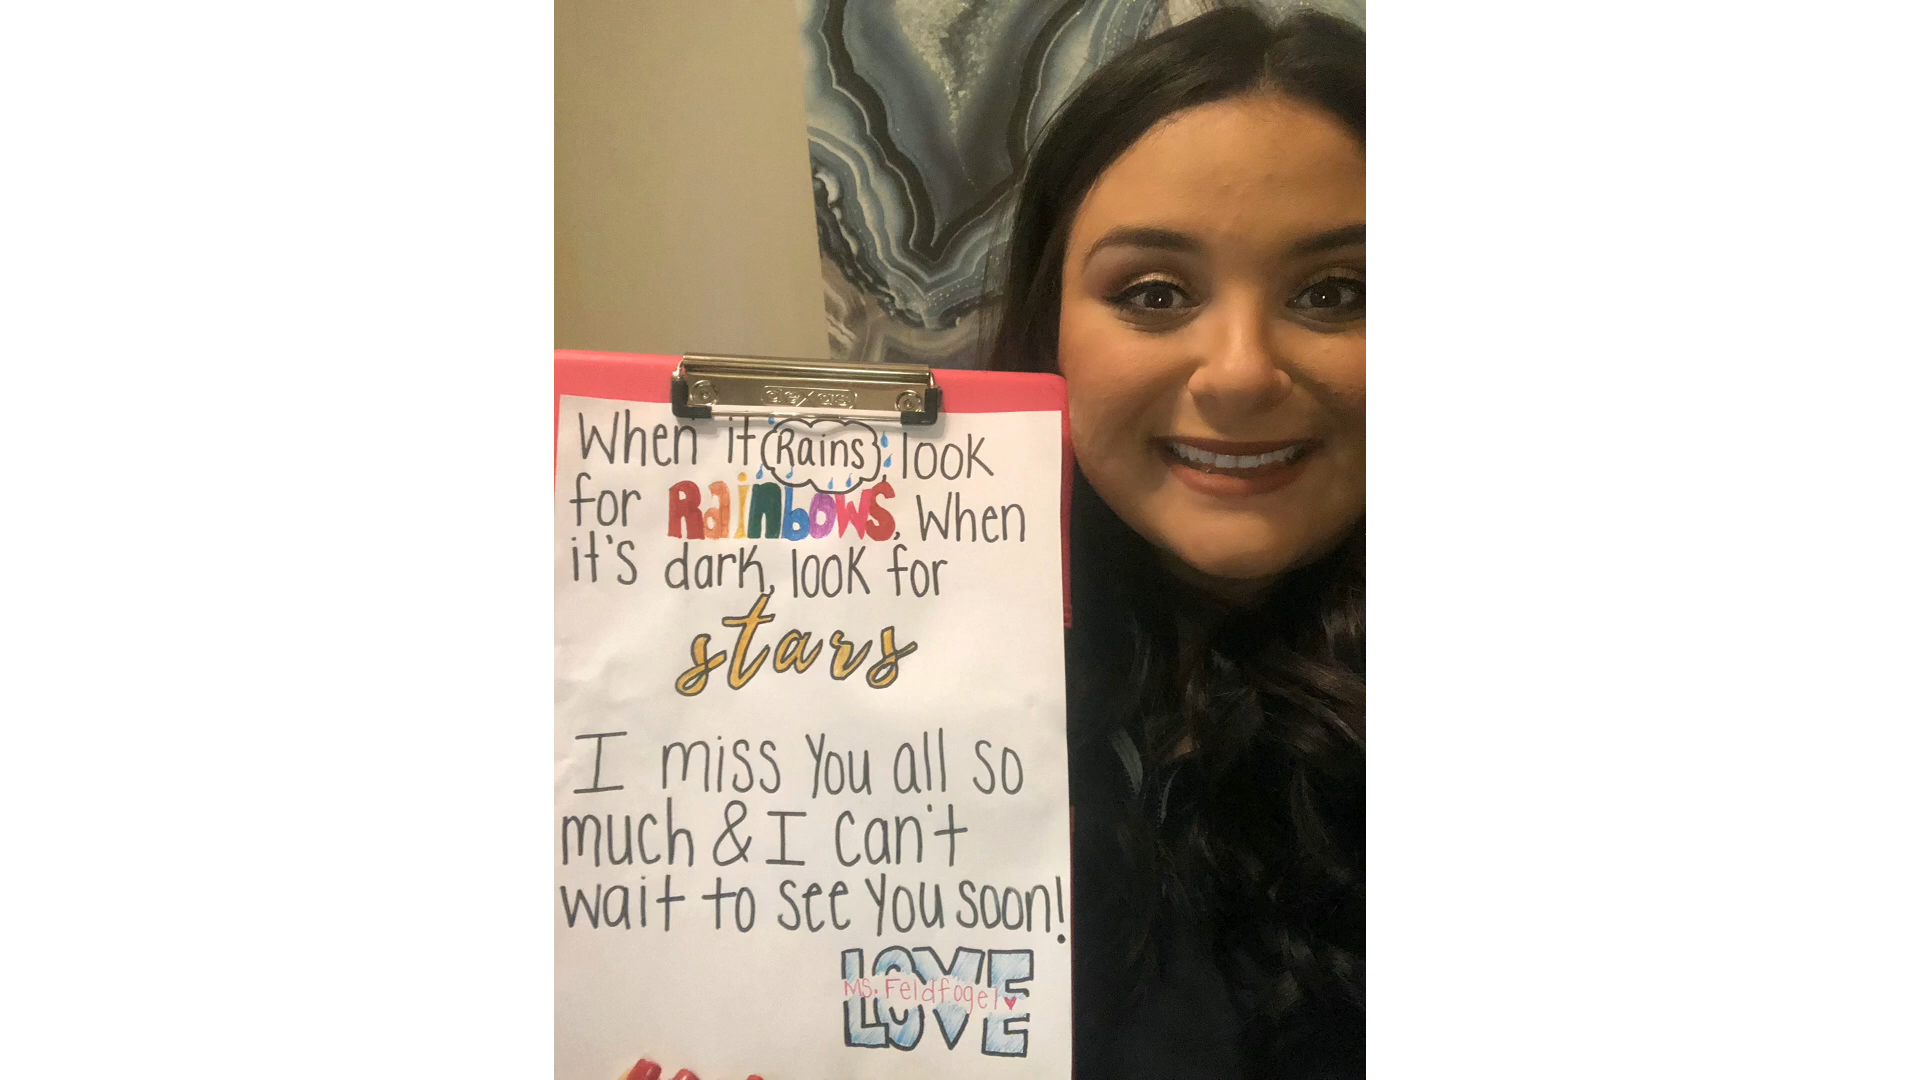 When it Rains, look
for RainbowS. When
it's dark, look for
stars
I miss you all so
much & I can't
wait to see you soon!
LOVE
MS. Feldfogel